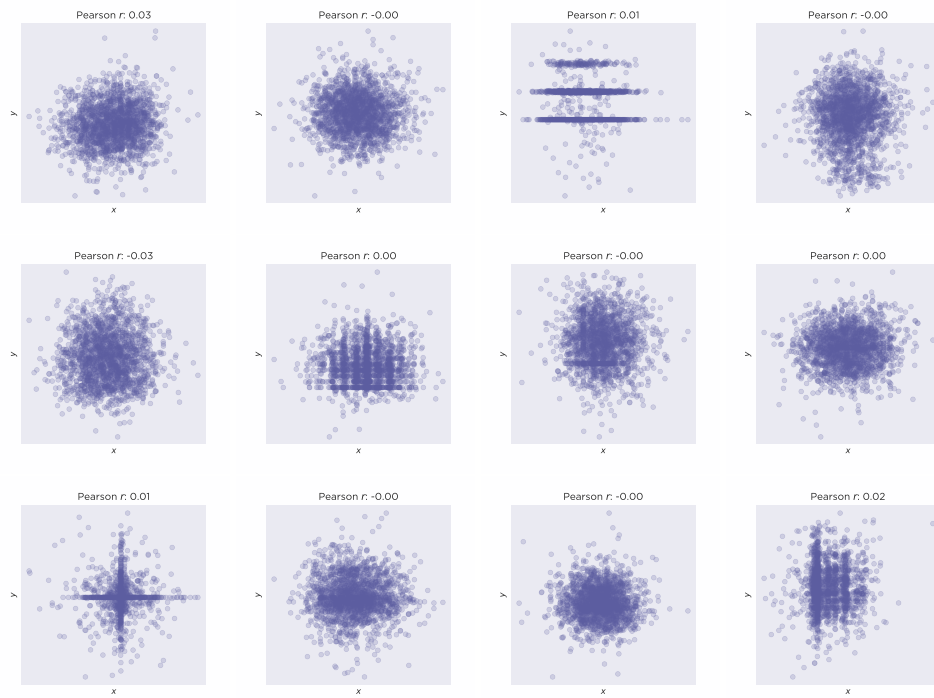 Pearson r: 0.03
Pearson r: -0.00
Pearson r: 0.01
Pearson r: -0.00
y
y
y
y
x
x
x
x
Pearson r: -0.03
Pearson r: 0.00
Pearson r: -0.00
Pearson r: 0.00
y
y
y
y
x
x
x
x
Pearson r: 0.01
Pearson r: -0.00
Pearson r: -0.00
Pearson r: 0.02
y
y
y
y
x
x
x
x